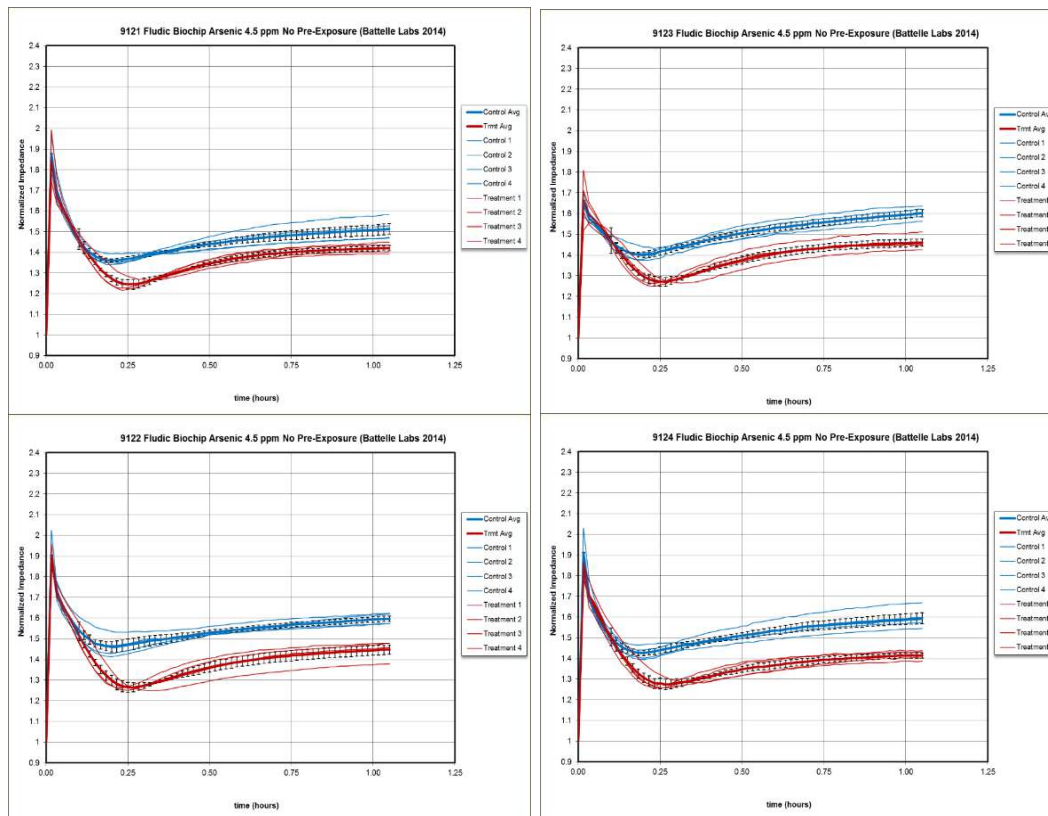 9121 Fludic Biochip Arsenic 4.5 ppm No Pre-Exposure (Battelle Labs 2014)
2.4
2.3
2.2
2.1
2
1.9
1.8
1.7
1.6
1.5
1.4
1.3
1.2
1.1
1
0.9
Normalized Impedance
0.00
0.25
0.50
0.75
1.00
1.25
time (hours)
Control Avg
Trmt Avg
Control 1
Control 2
Control 3
Control 4
Treatment 1
Treatment 2
Treatment 3
Treatment 4
9123 Fludic Biochip Arsenic 4.5 ppm No Pre-Exposure (Battelle Labs 2014)
2.4
2.3
2.2
2.1
2
1.9
1.8
1.7
1.6
1.5
1.4
1.3
1.2
1.1
1
0.9
Normalized Impedance
0.00
0.25
0.50
0.75
1.00
1.25
time (hours)
Control Av
Trmt Avg
Control 1
Control 2
Control 3
Control 4
Treatment
Treatment
Treatment
Treatment
9122 Fludic Biochip Arsenic 4.5 ppm No Pre-Exposure (Battelle Labs 2014)
2.4
2.3
2.2
2.1
2
1.9
1.8
1.7
1.6
1.5
1.4
1.3
1.2
1.1
1
0.9
Normalized Impedance
0.00
0.25
0.50
0.75
1.00
1.25
time (hours)
Control Avg
Trmt Avg
Control 1
Control 2
Control 3
Control 4
Treatment 1
Treatment 2
Treatment 3
Treatment 4
9124 Fludic Biochip Arsenic 4.5 ppm No Pre-Exposure (Battelle Labs 2014)
2.4
2.3
2.2
2.1
2
1.9
1.8
1.7
1.6
1.5
1.4
1.3
1.2
1.1
1
0.9
Normalized Impedance
0.00
0.25
0.50
0.75
1.00
1.25
time (hours)
Control Av
Trmt Avg
Control 1
Control 2
Control 3
Control 4
Treatment
Treatment
Treatment
Treatment